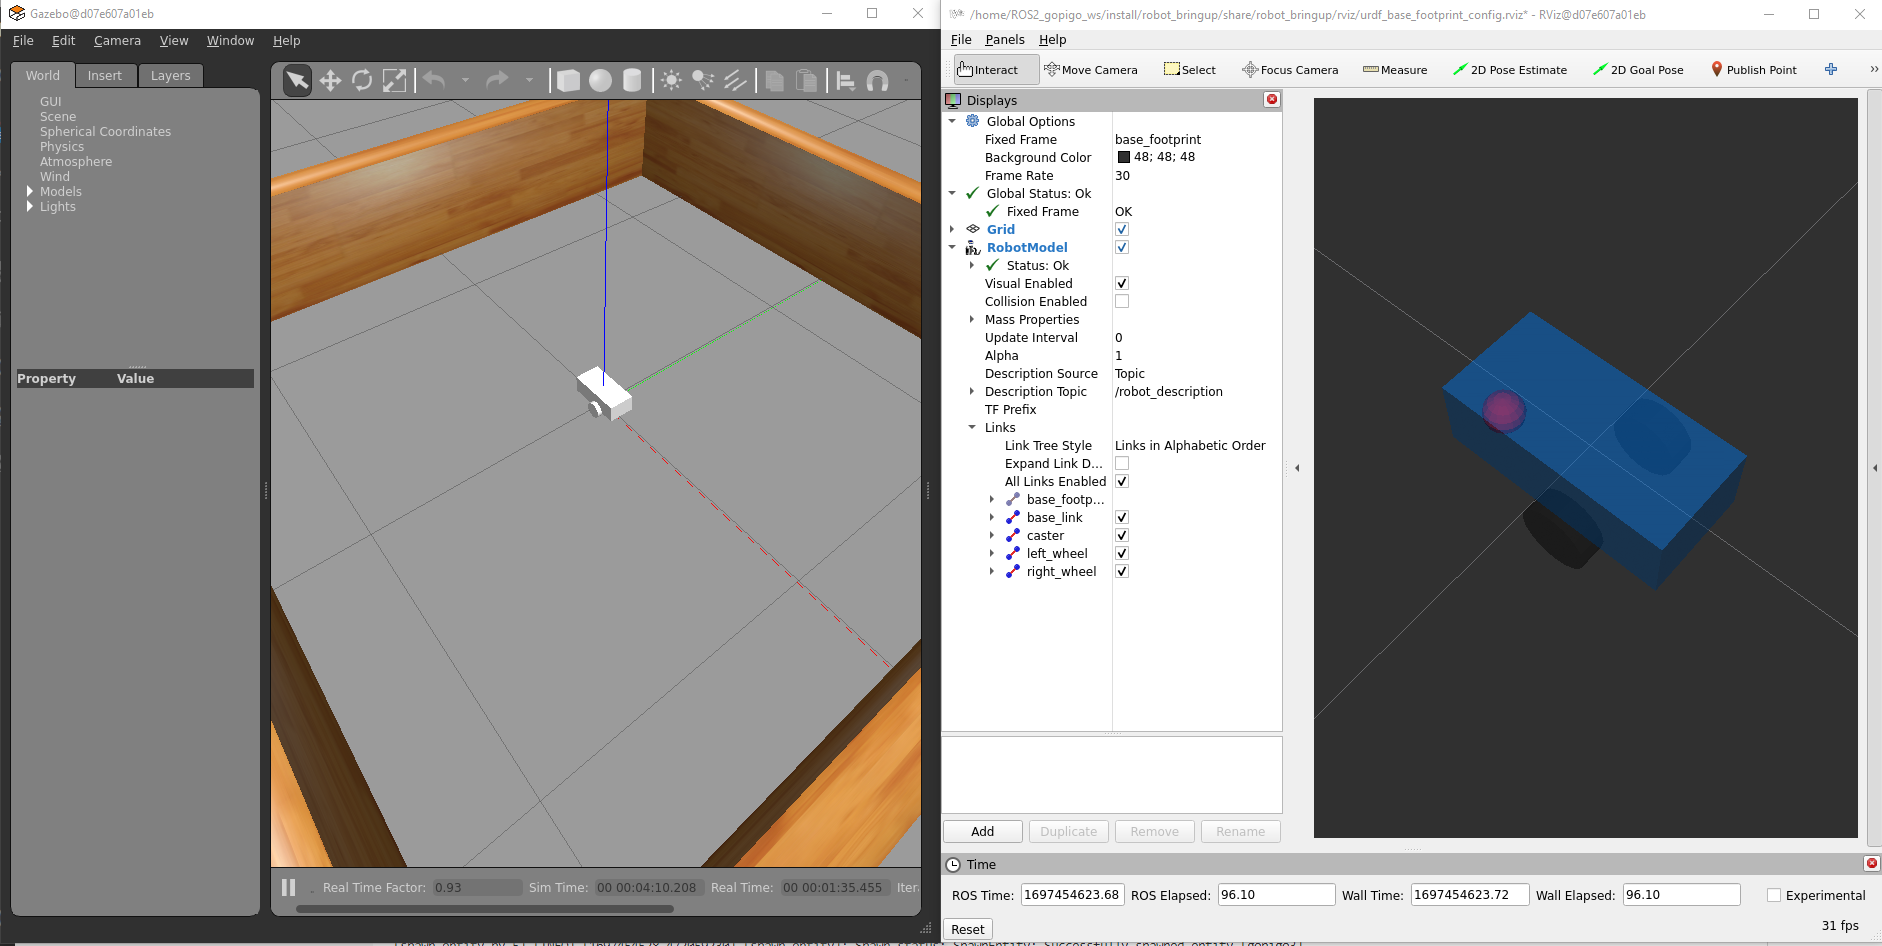 Gazebo@d07e607a01eb
File Edit Camera View Window Help
World Insert Layers
GUI
Scene
Spherical Coordinates
Physics
Atmosphere
Wind
Models
Lights
Property Value
Real Time Factor: 0.93 Sim Time: 00 00:04:10.208 Real Time: 00 00:01:35.455 Iter
/home/ROS2_gopigo_ws/install/robot_bringup/share/robot_bringup/rviz/urdf_base_footprint_config.rviz* - RViz@d07e607a01eb
File Panels Help
Interact Move Camera Select Focus Camera Measure 2D Pose Estimate 2D Goal Pose Publish Point
Displays
Global Options
Fixed Frame base_footprint
Background Color 48; 48; 48
Frame Rate 30
Global Status: Ok
Fixed Frame OK
Grid
RobotModel
Status: Ok
Visual Enabled
Collision Enabled
Mass Properties
Update Interval 0
Alpha 1
Description Source Topic
Description Topic /robot_description
TF Prefix
Links
Link Tree Style Links in Alphabetic Order
Expand Link D...
All Links Enabled
base_footp...
base_link
caster
left_wheel
right_wheel
Add Duplicate Remove Rename
Time
ROS Time: 1697454623.68 ROS Elapsed: 96.10 Wall Time: 1697454623.72 Wall Elapsed: 96.10 Experimental
Reset 31 fps